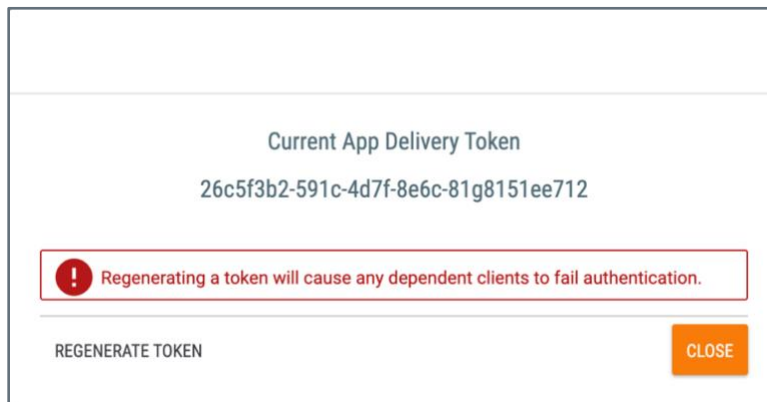 Current App Delivery Token
26c5f3b2-591c-4d7f-8e6c-81g8151ee712
! Regenerating a token will cause any dependent clients to fail authentication.
REGENERATE TOKEN
CLOSE